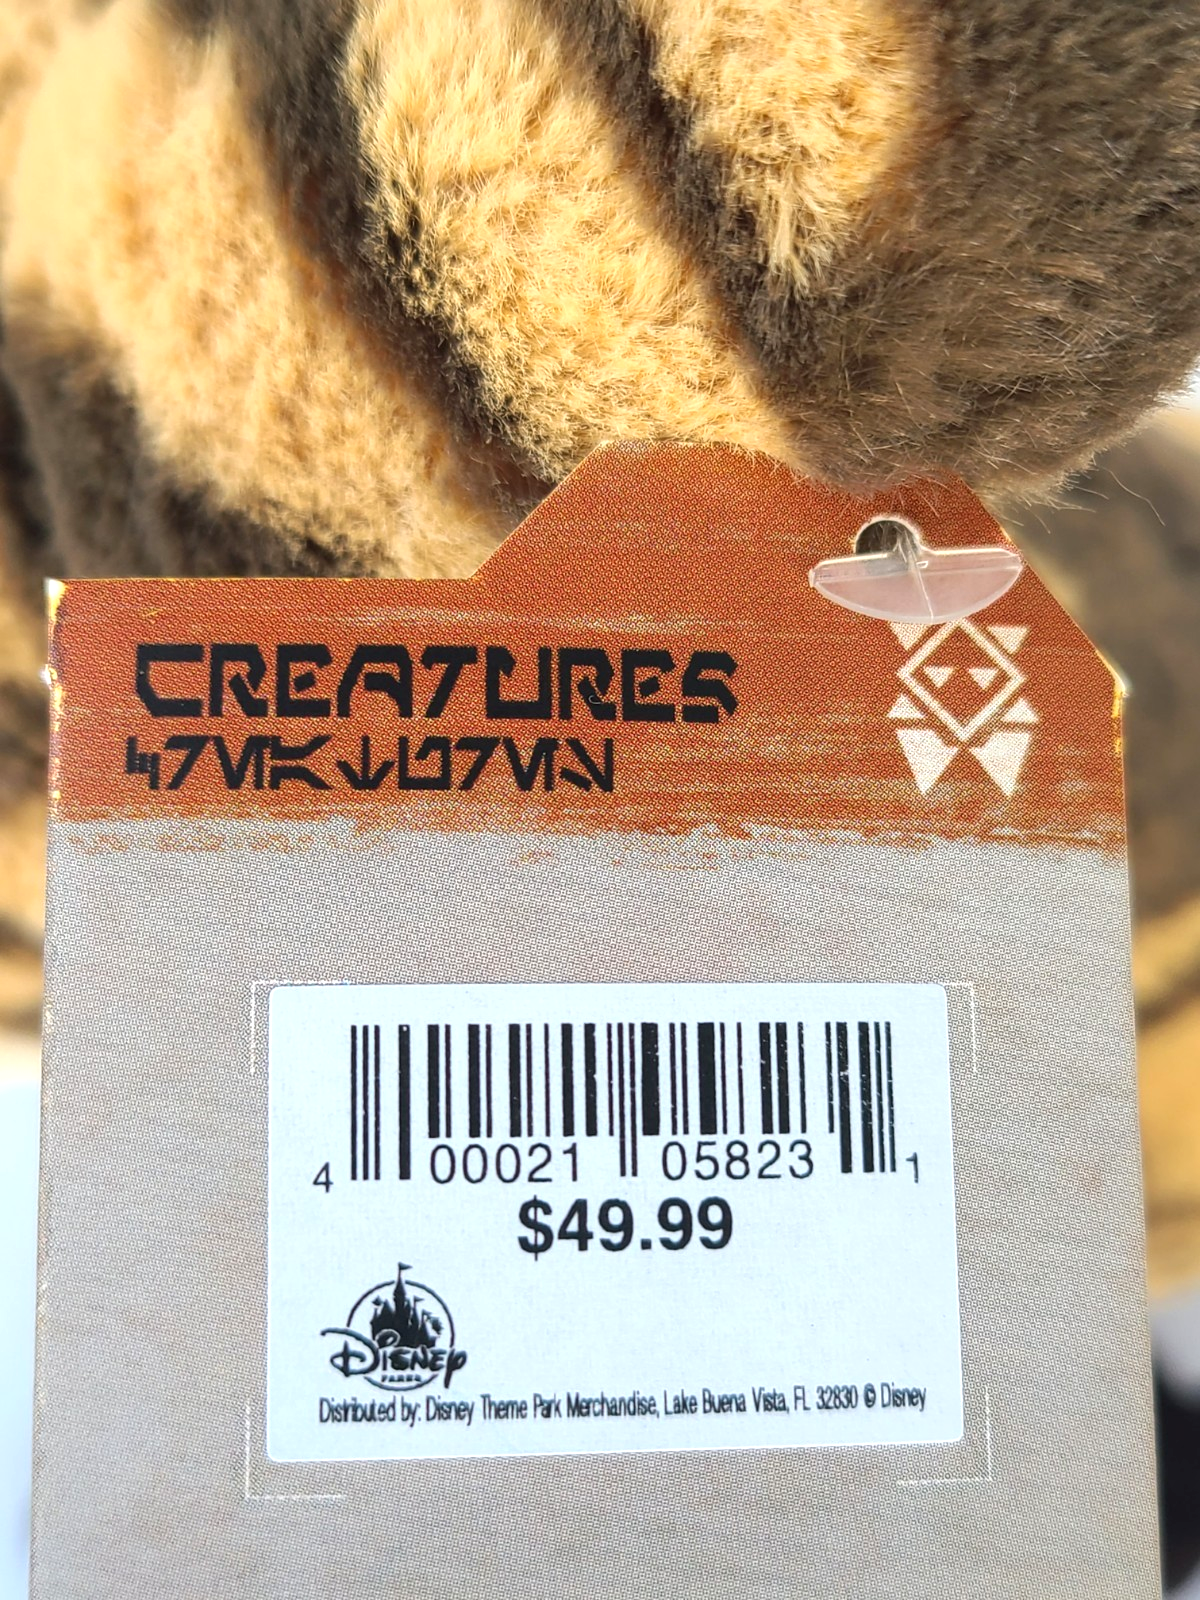 CREATURES
4 00021 05823 1
$49.99
Disney
PARKS
Distributed by: Disney Theme Park Merchandise, Lake Buena Vista, FL 32830 © Disney